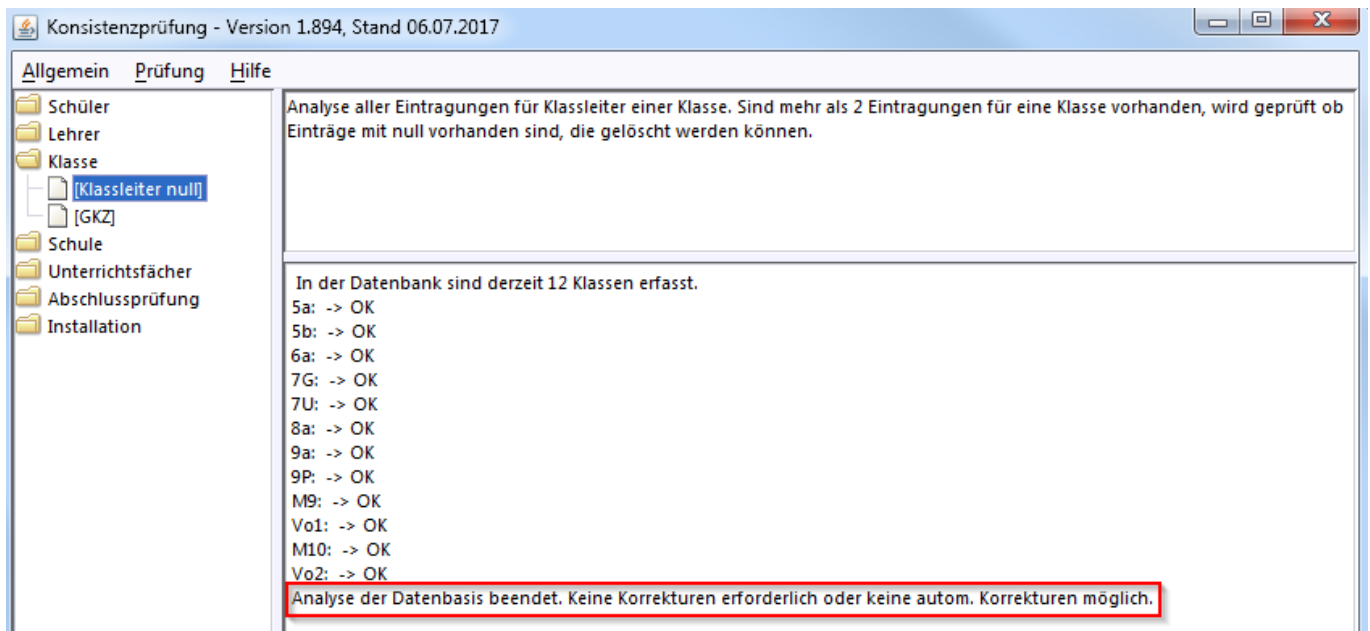 Konsistenzprüfung - Version 1.894, Stand 06.07.2017
Allgemein Prüfung Hilfe
Schüler
Lehrer
Klasse
[Klassleiter null]
[GKZ]
Schule
Unterrichtsfächer
Abschlussprüfung
Installation
Analyse aller Eintragungen für Klassleiter einer Klasse. Sind mehr als 2 Eintragungen für eine Klasse vorhanden, wird geprüft ob
Einträge mit null vorhanden sind, die gelöscht werden können.
In der Datenbank sind derzeit 12 Klassen erfasst.
5a: -> OK
5b: -> OK
6a: -> OK
7G: -> OK
7U: -> OK
8a: -> OK
9a: -> OK
9P: -> OK
M9: -> OK
Vo1: -> OK
M10: -> OK
Vo2: -> OK
Analyse der Datenbasis beendet. Keine Korrekturen erforderlich oder keine autom. Korrekturen möglich.